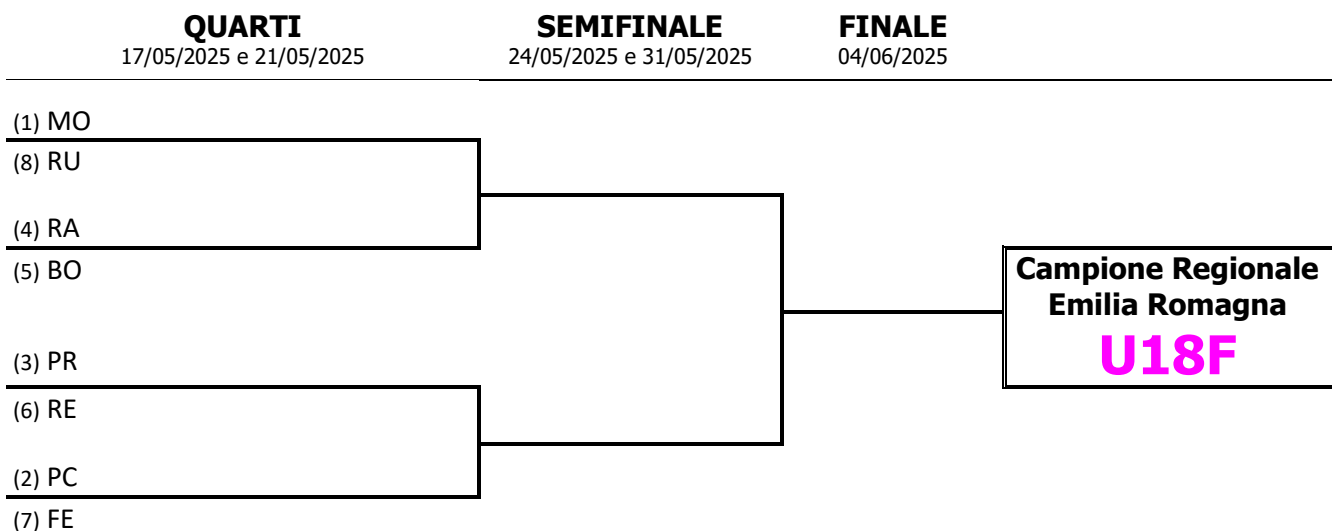 QUARTI SEMIFINALE FINALE
17/05/2025 e 21/05/2025 24/05/2025 e 31/05/2025 04/06/2025
(1) MO
(8) RU
(4) RA
(5) BO
Campione Regionale
Emilia Romagna
U18F
(3) PR
(6) RE
(2) PC
(7) FE